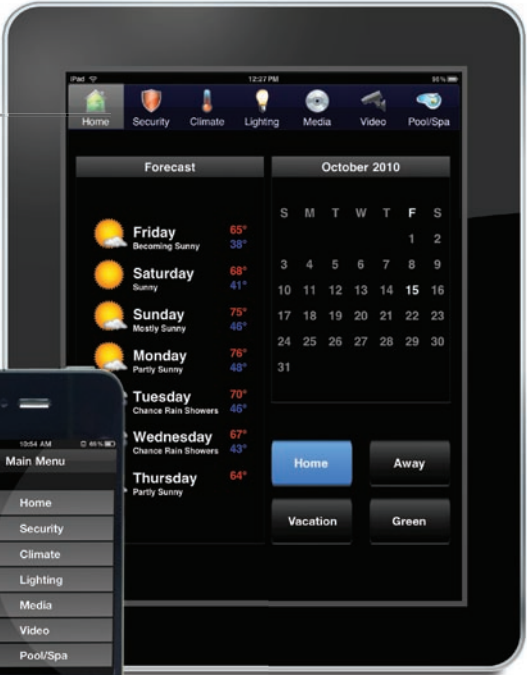 iPad 12:27 PM
Home Security Climate Lighting Media Video Pool/Spa
Forecast
Friday 65°
Becoming Sunny 38°
Saturday 68°
Sunny 41°
Sunday 75°
Mostly Sunny 46°
Monday 76°
Partly Sunny 48°
Tuesday 70°
Chance Rain Showers 46°
Wednesday 67°
Chance Rain Showers 43°
Thursday 64°
Partly Sunny
October 2010
S M T W T F S
1 2
3 4 5 6 7 8 9
10 11 12 13 14 15 16
17 18 19 20 21 22 23
24 25 26 27 28 29 30
31
Home Away
Vacation Green
10:54 AM
Main Menu
Home
Security
Climate
Lighting
Media
Video
Pool/Spa